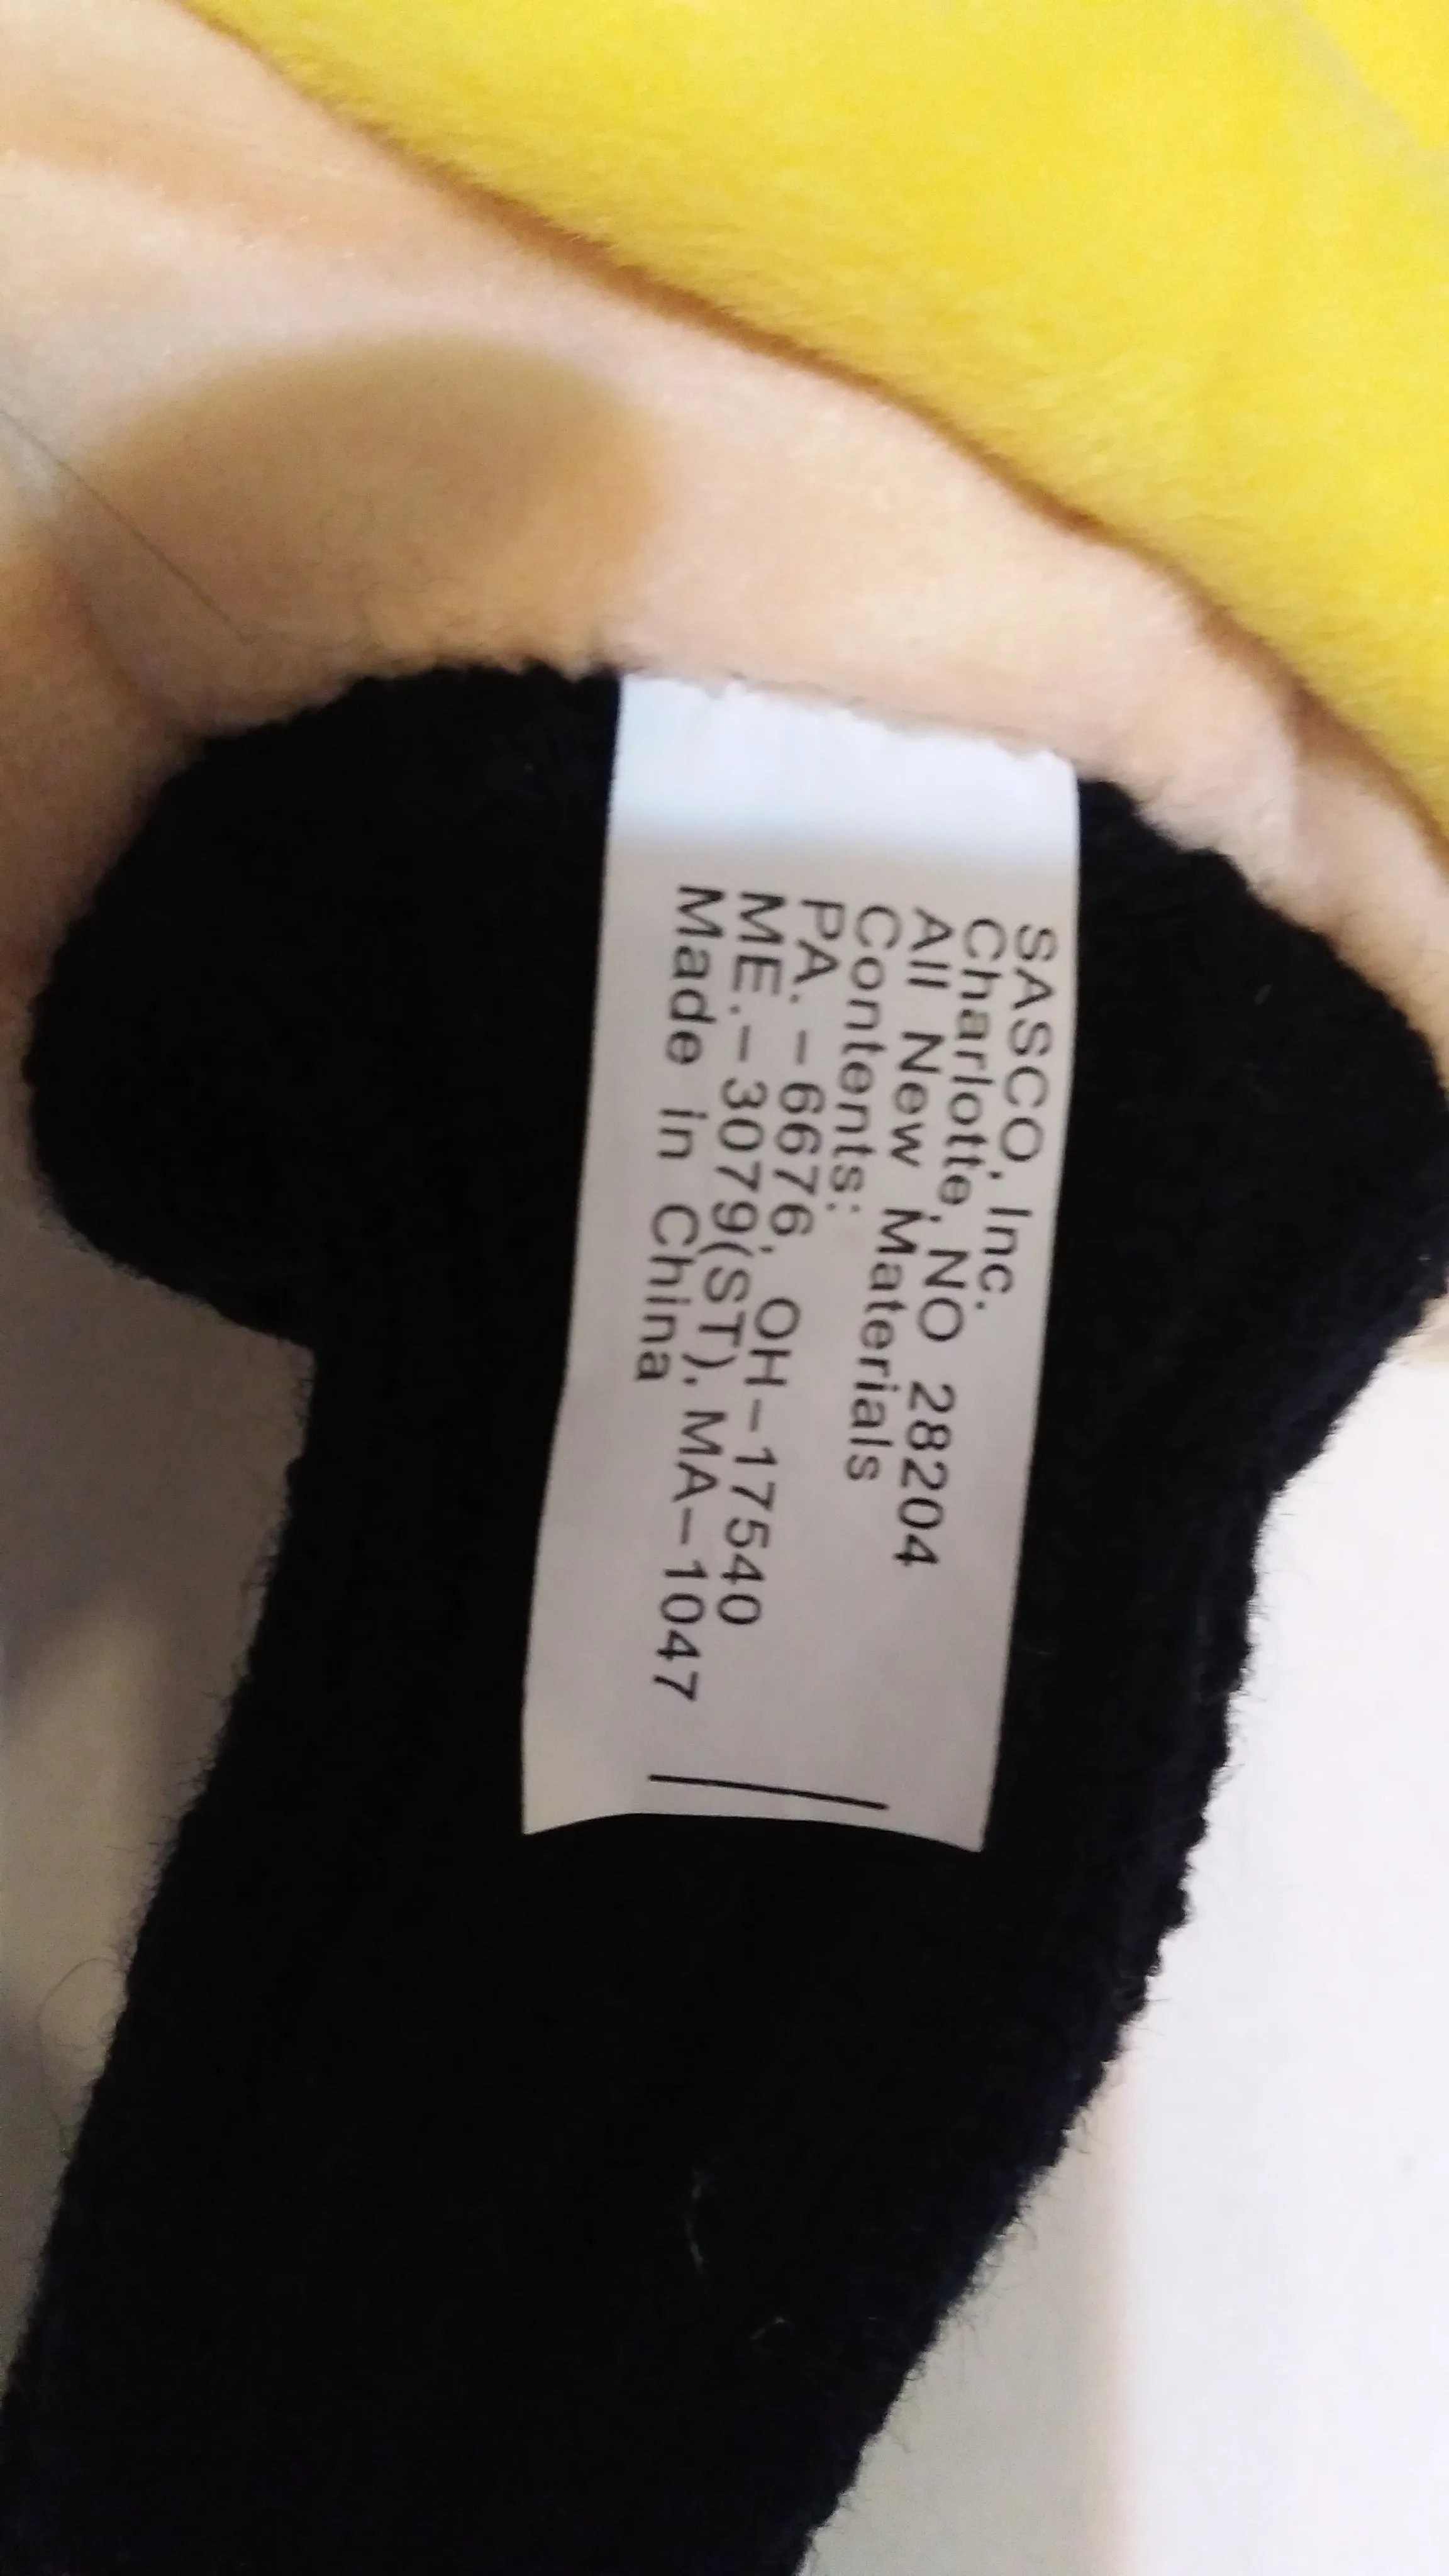 SASCO, Inc.
Charlotte, NO 28204
All New Materials
Contents:
PA. -6676, OH-17540
ME.-3079(ST), MA-1047
Made in China